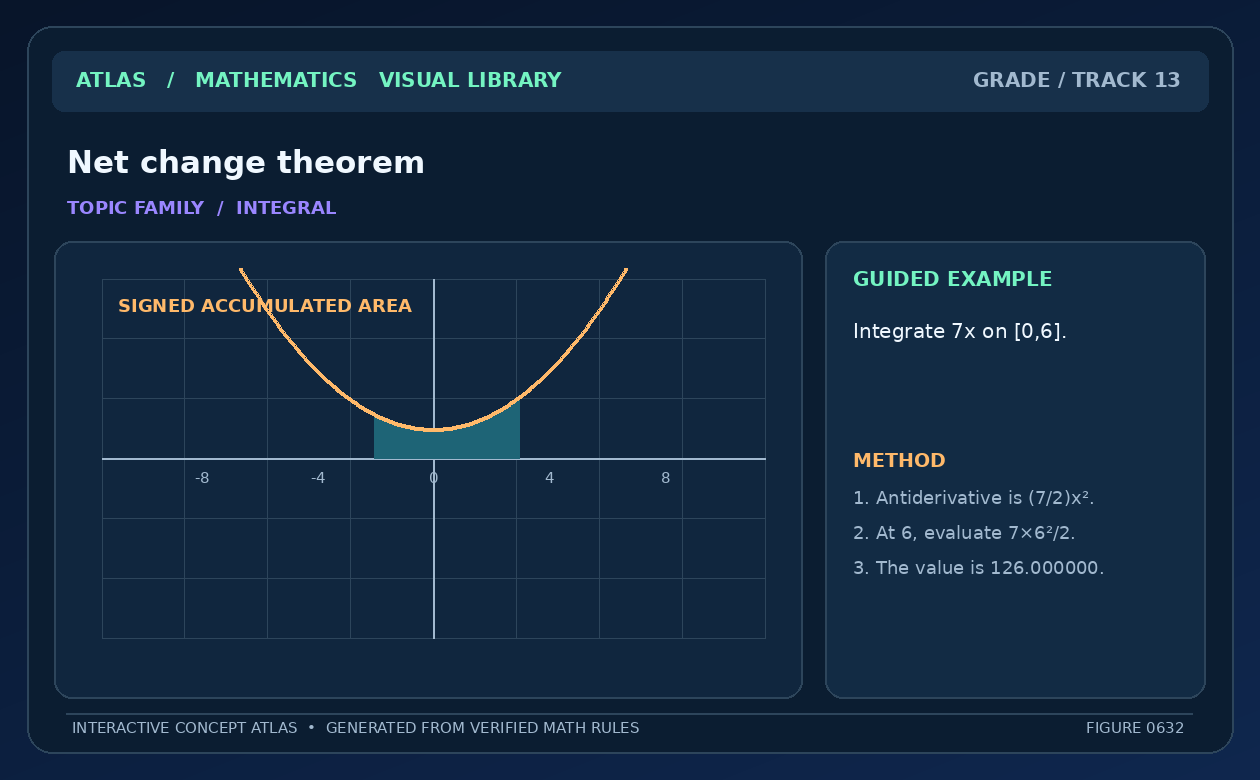 ATLAS / MATHEMATICS VISUAL LIBRARY
GRADE / TRACK 13
Net change theorem
TOPIC FAMILY / INTEGRAL
SIGNED ACCUMULATED AREA
-8 -4 0 4 8
GUIDED EXAMPLE
Integrate 7x on [0,6].
METHOD
1. Antiderivative is (7/2)x².
2. At 6, evaluate 7×6²/2.
3. The value is 126.000000.
INTERACTIVE CONCEPT ATLAS • GENERATED FROM VERIFIED MATH RULES
FIGURE 0632